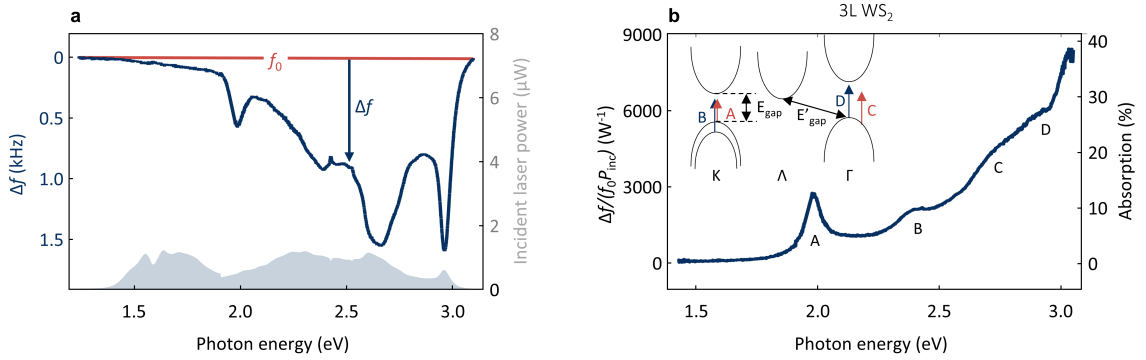 a
Δf (kHz)
0
0.5
1.0
1.5
f₀
Δf
8
6
4
2
0
Incident laser power (µW)
1.5
2.0
2.5
3.0
Photon energy (eV)
b
3L WS₂
Δf/(f₀Pinc) (W⁻¹)
9000
6000
3000
0
B
A
Egap
E’gap
D
C
K
Λ
Γ
A
B
C
D
40
30
20
10
0
Absorption (%)
1.5
2.0
2.5
3.0
Photon energy (eV)